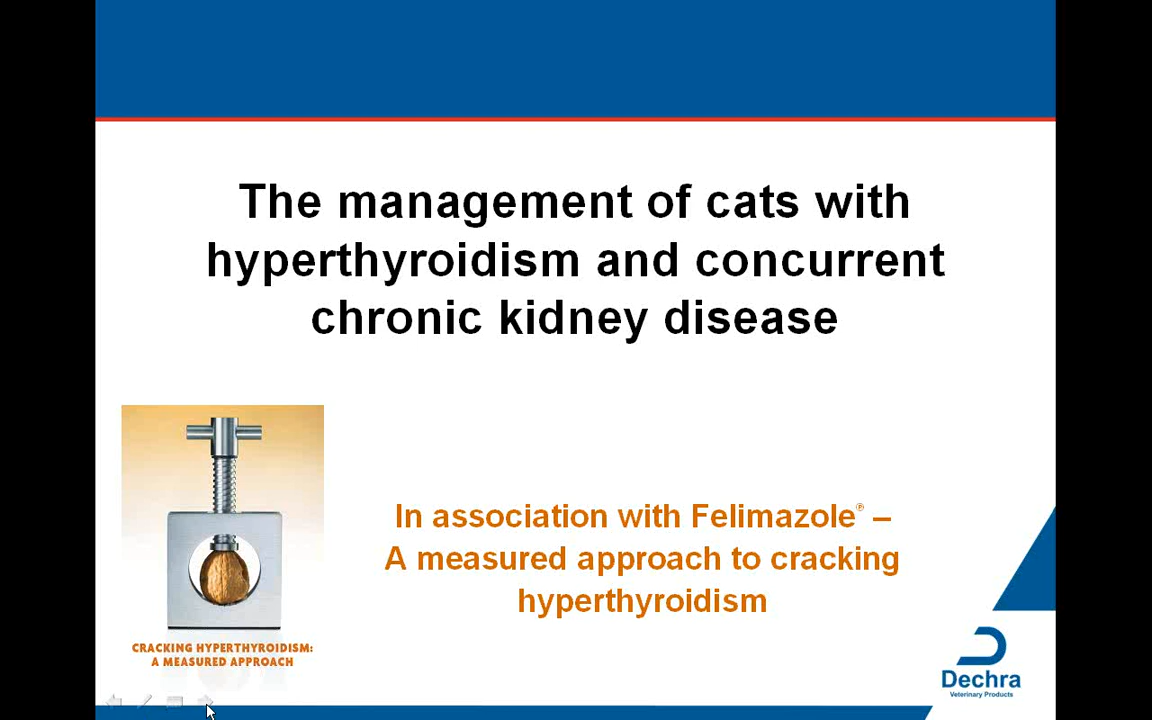 The management of cats with
hyperthyroidism and concurrent
chronic kidney disease
In association with Felimazole® –
A measured approach to cracking
hyperthyroidism
CRACKING HYPERTHYROIDISM:
A MEASURED APPROACH
Dechra
Veterinary Products